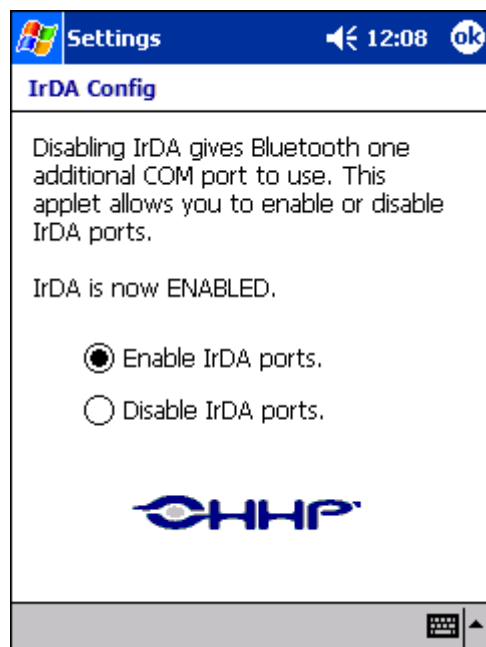 Settings 12:08 ok
IrDA Config
Disabling IrDA gives Bluetooth one
additional COM port to use. This
applet allows you to enable or disable
IrDA ports.
IrDA is now ENABLED.
Enable IrDA ports.
Disable IrDA ports.
HHP